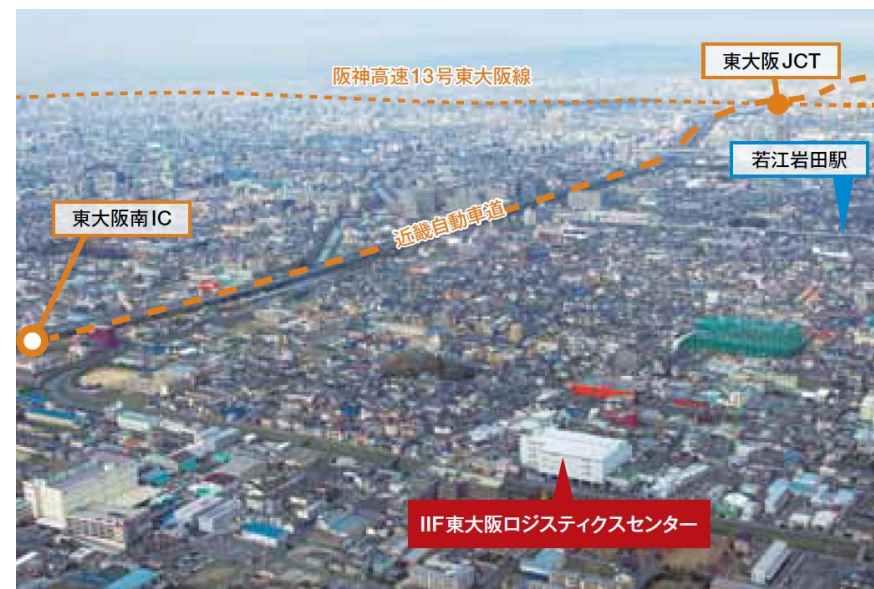 阪神高速13号東大阪線
東大阪JCT
若江岩田駅
東大阪南IC
近畿自動車道
IIF東大阪ロジスティクスセンター